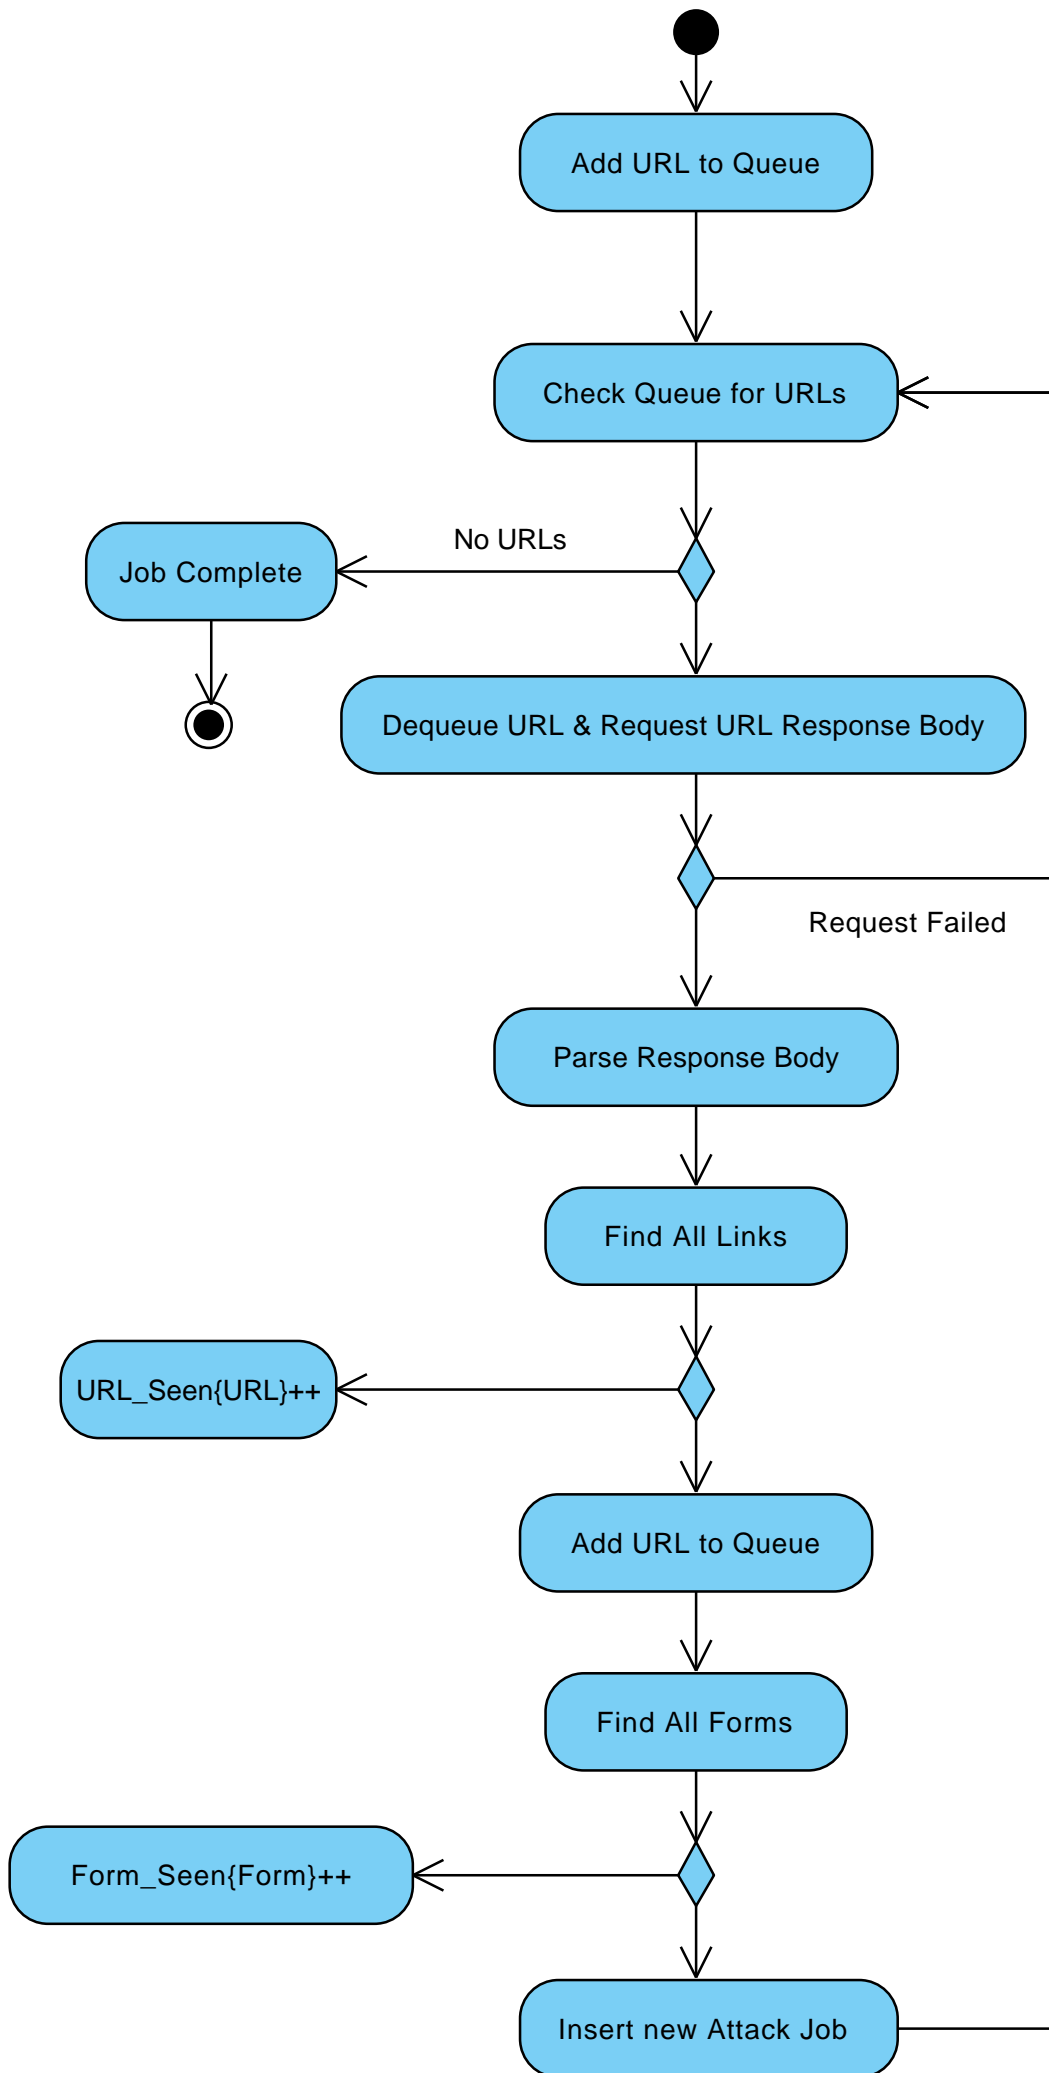 Add URL to Queue
Check Queue for URLs
No URLs
Job Complete
Dequeue URL & Request URL Response Body
Request Failed
Parse Response Body
Find All Links
URL_Seen{URL}++
Add URL to Queue
Find All Forms
Form_Seen{Form}++
Insert new Attack Job